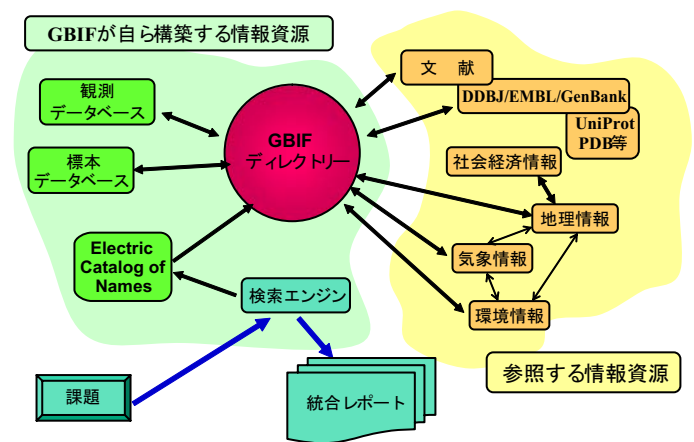 GBIFが自ら構築する情報資源
文　献
DDBJ/EMBL/GenBank
UniProt
PDB等
観測
データベース
GBIF
ディレクトリー
標本
データベース
社会経済情報
地理情報
Electric
Catalog of
Names
気象情報
検索エンジン
環境情報
参照する情報資源
課題
統合レポート